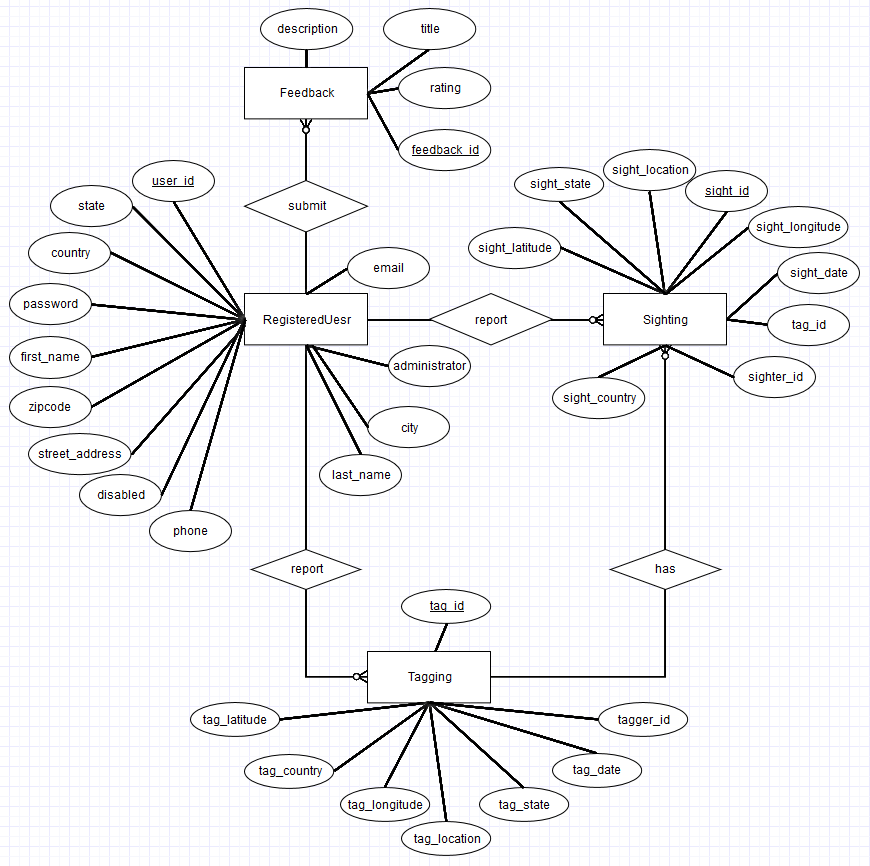 description
title
Feedback
rating
feedback_id
user_id
state
submit
country
email
password
RegisteredUesr
report
first_name
zipcode
street_address
disabled
phone
administrator
city
last_name
sight_state
sight_location
sight_id
sight_longitude
sight_latitude
sight_date
Sighting
tag_id
sighter_id
sight_country
report
has
tag_id
Tagging
tag_latitude
tagger_id
tag_country
tag_date
tag_longitude
tag_state
tag_location